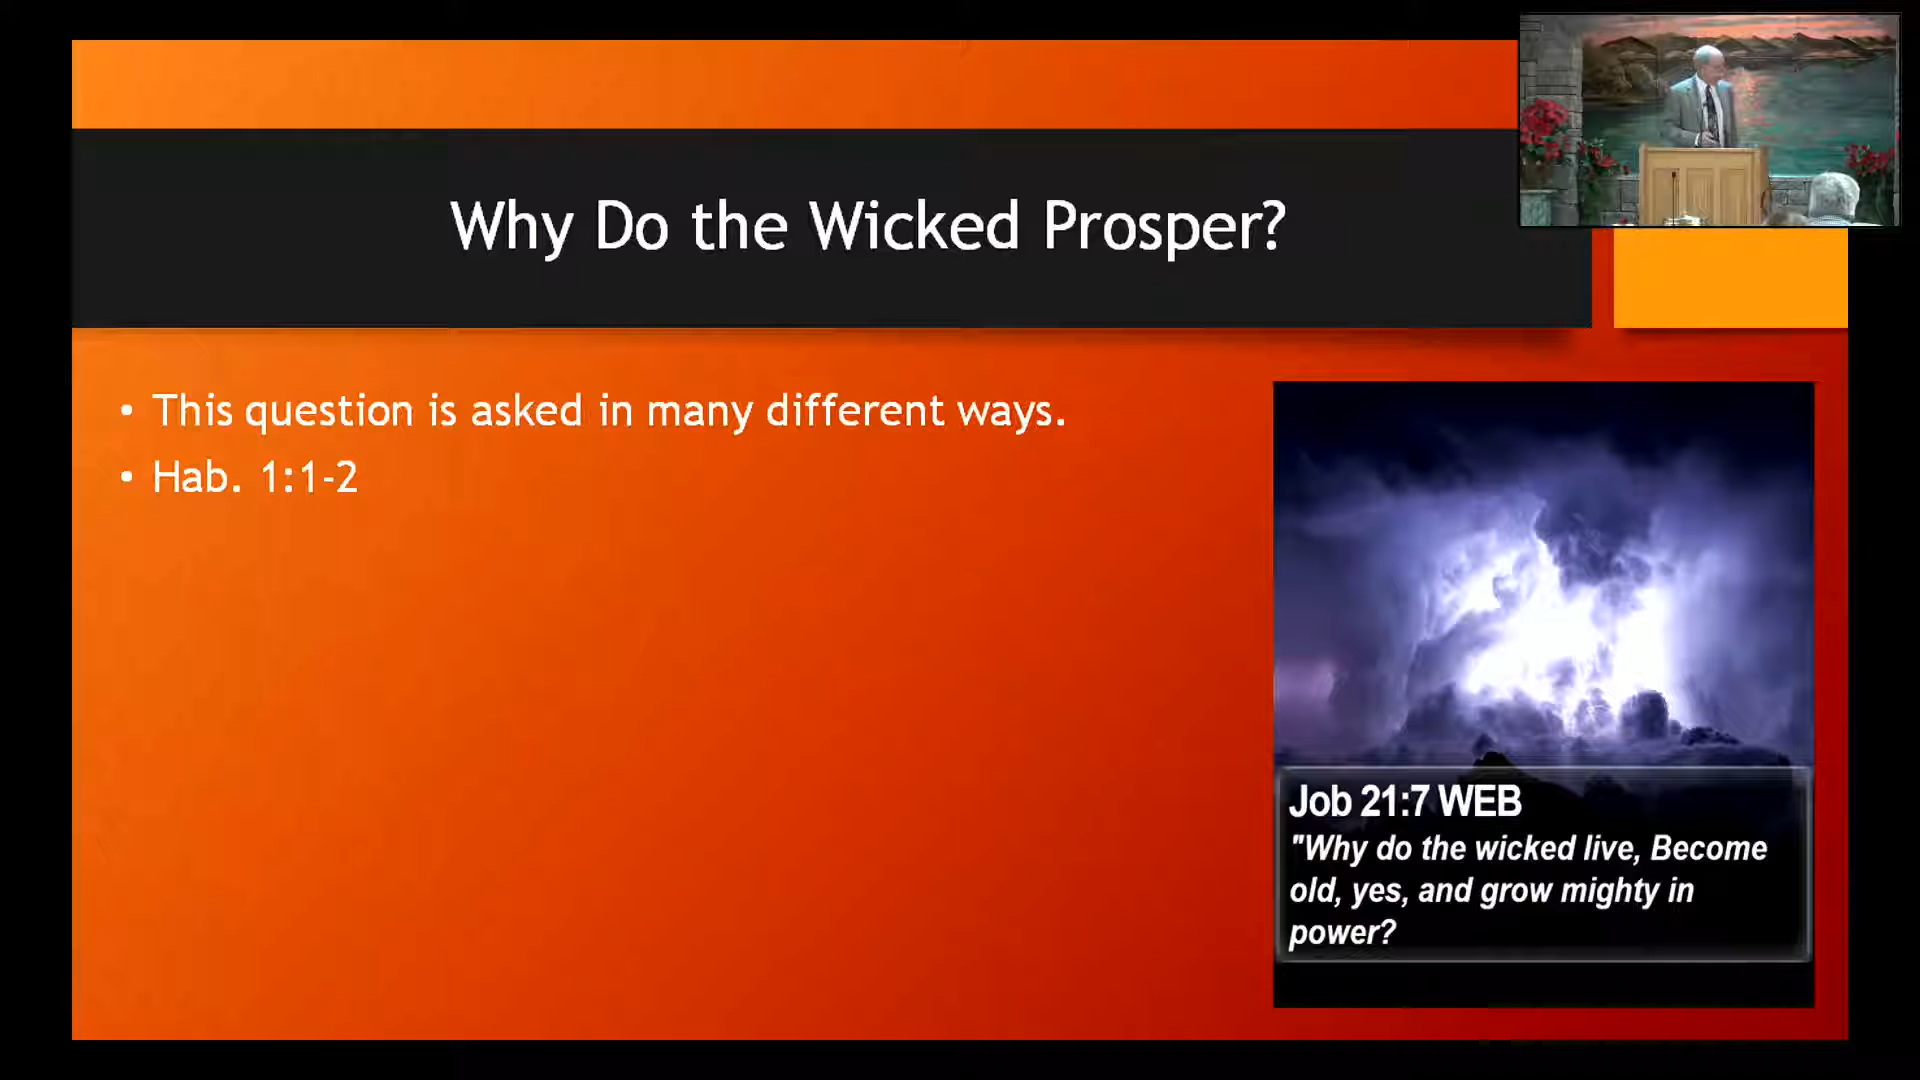 Why Do the Wicked Prosper?
• This question is asked in many different ways.
• Hab. 1:1-2
Job 21:7 WEB
"Why do the wicked live, Become
old, yes, and grow mighty in
power?